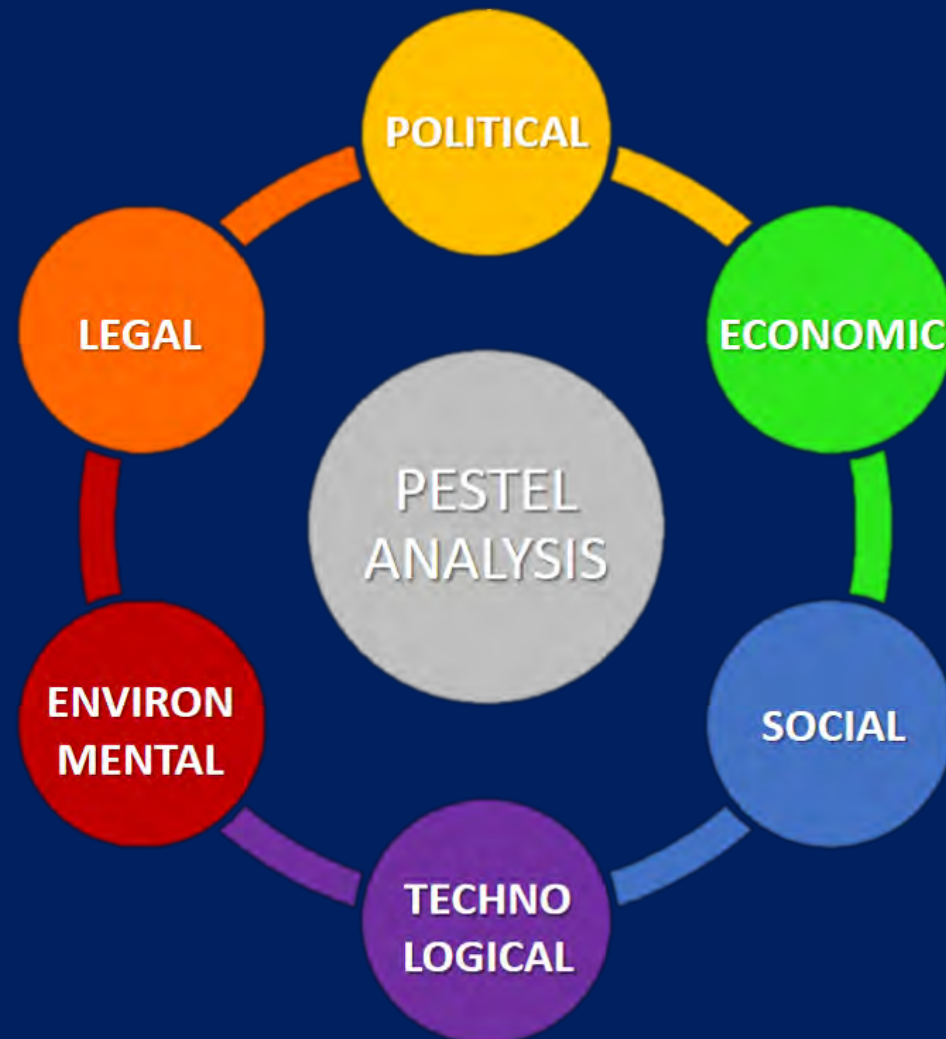 POLITICAL
ECONOMIC
SOCIAL
TECHNO
LOGICAL
ENVIRON
MENTAL
LEGAL
PESTEL
ANALYSIS